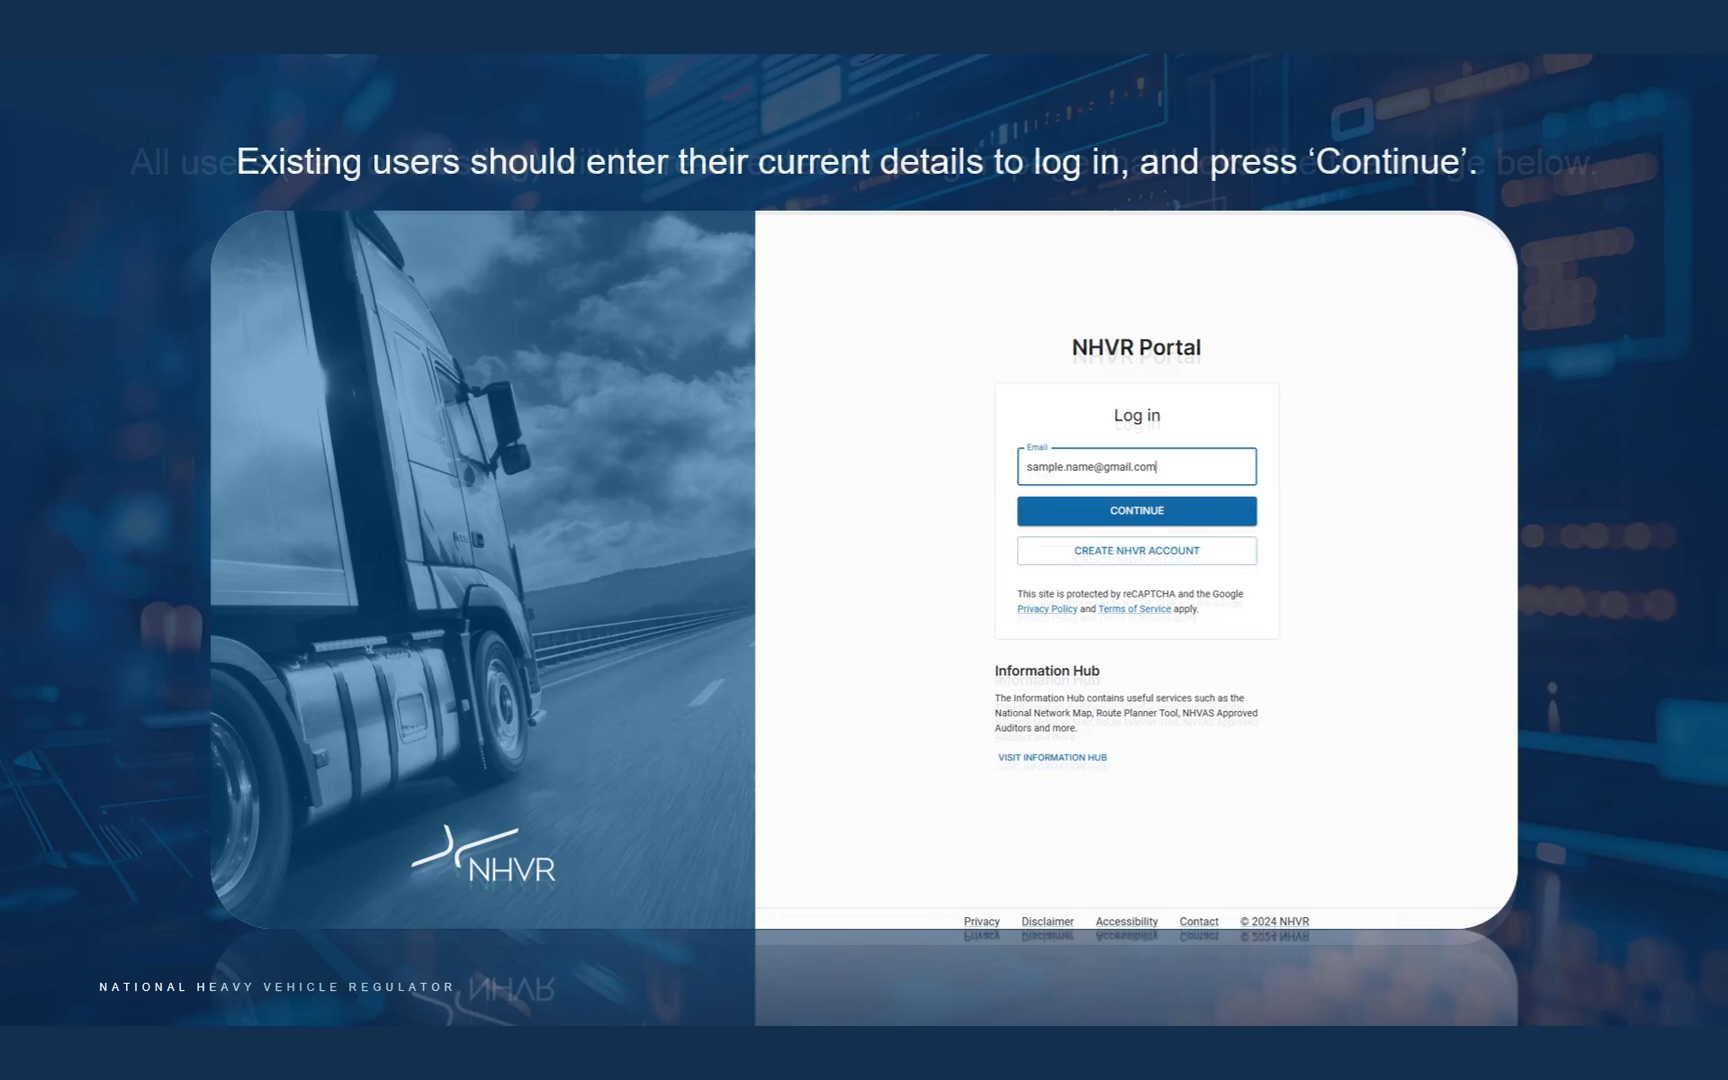 Existing users should enter their current details to log in, and press ‘Continue’.
NHVR Portal
Log in
Email
sample.name@gmail.com
CONTINUE
CREATE NHVR ACCOUNT
This site is protected by reCAPTCHA and the Google
Privacy Policy and Terms of Service apply.
Information Hub
The Information Hub contains useful services such as the
National Network Map, Route Planner Tool, NHVAS Approved
Auditors and more.
VISIT INFORMATION HUB
NHVR
Privacy Disclaimer Accessibility Contact © 2024 NHVR
NATIONAL HEAVY VEHICLE REGULATOR